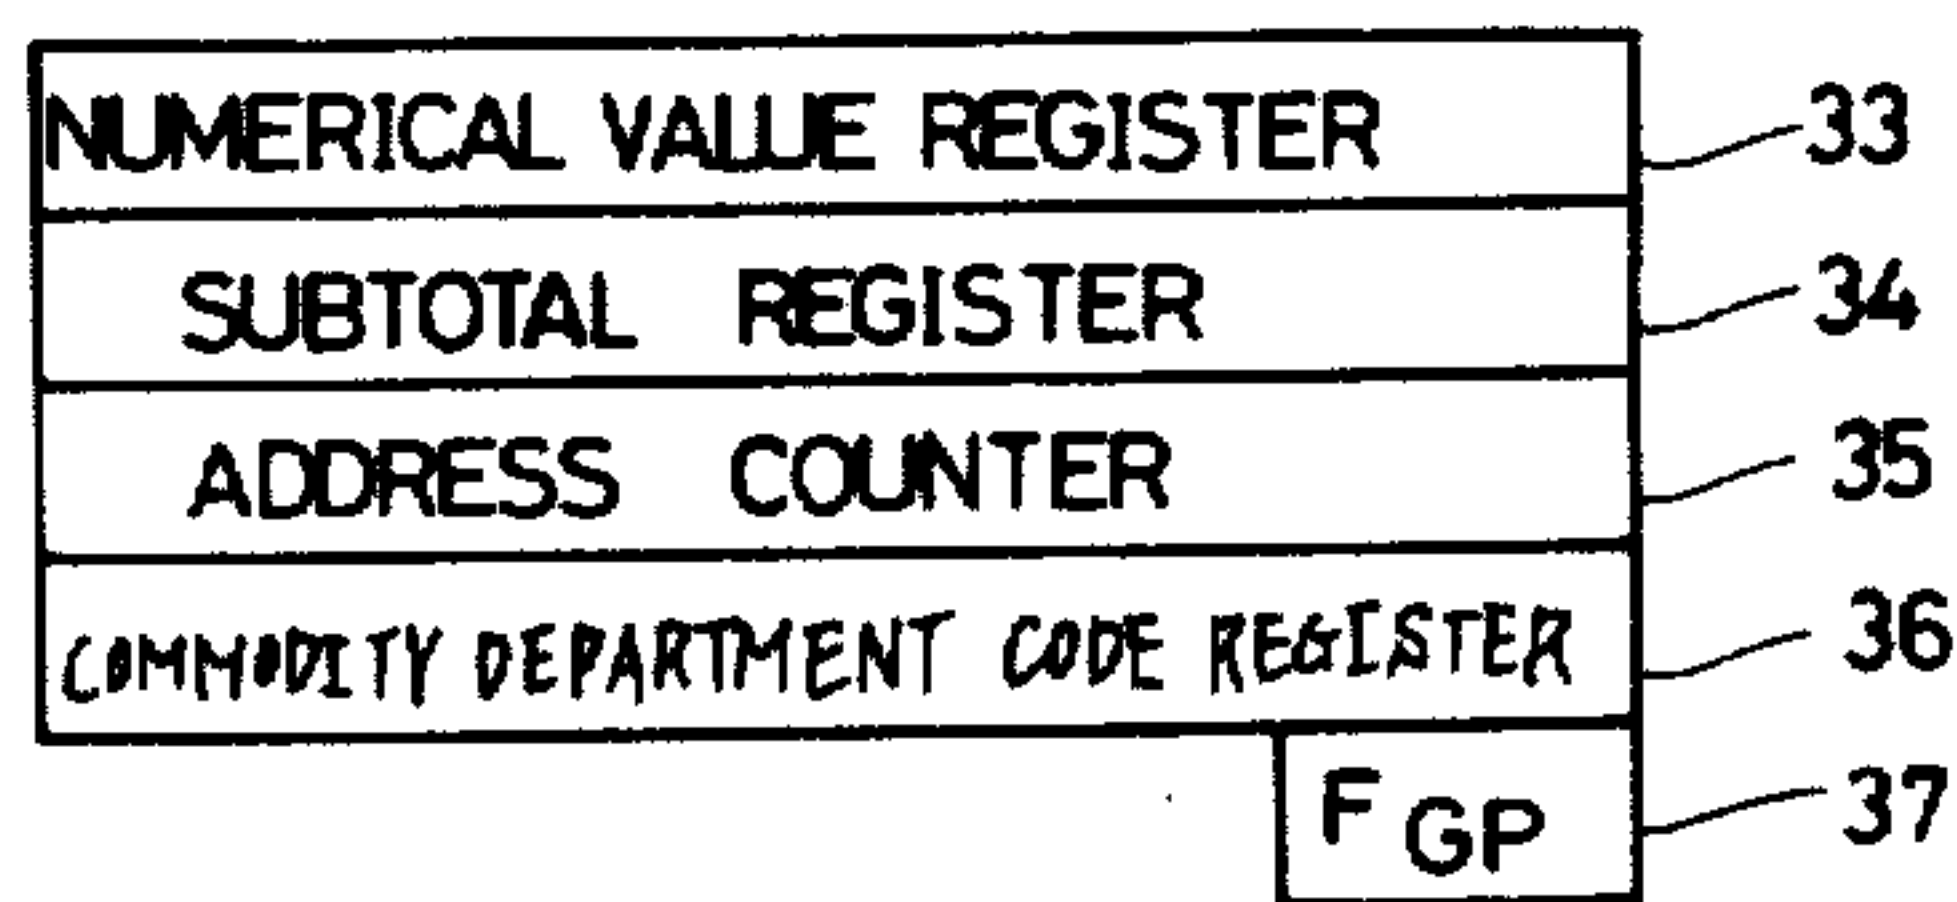 NUMERICAL VALUE REGISTER 33
SUBTOTAL REGISTER 34
ADDRESS COUNTER 35
COMMODITY DEPARTMENT CODE REGISTER 36
FGP 37